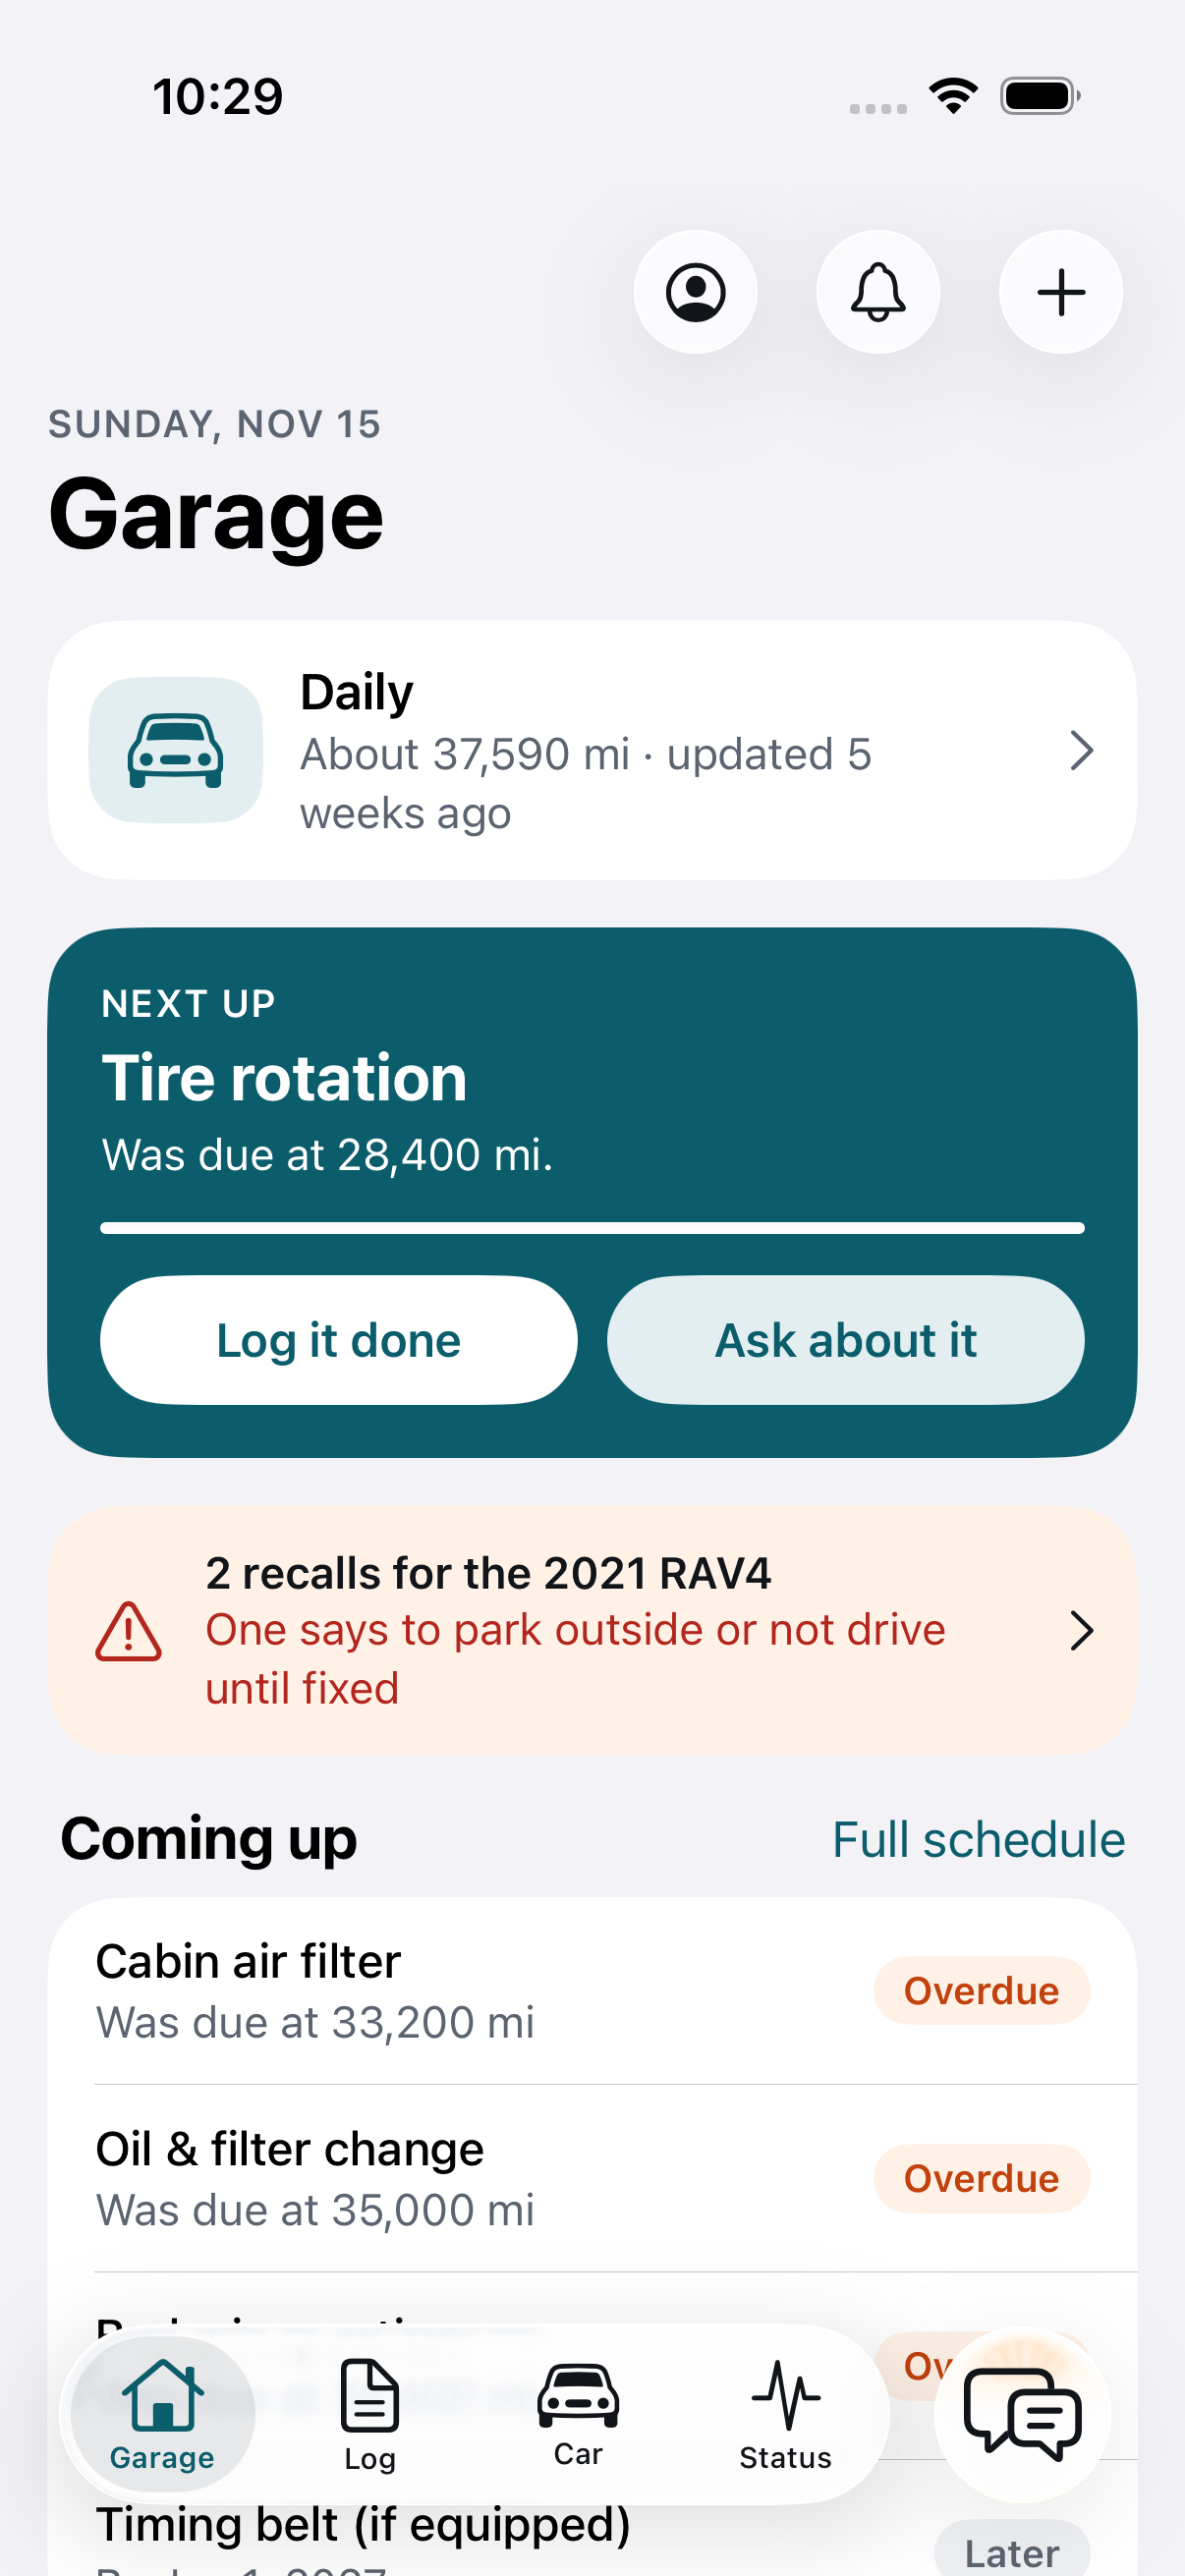 10:29
SUNDAY, NOV 15
Garage
Daily
About 37,590 mi · updated 5
weeks ago
NEXT UP
Tire rotation
Was due at 28,400 mi.
Log it done
Ask about it
2 recalls for the 2021 RAV4
One says to park outside or not drive
until fixed
Coming up
Full schedule
Cabin air filter
Was due at 33,200 mi
Overdue
Oil & filter change
Was due at 35,000 mi
Overdue
Garage
Log
Car
Status
Timing belt (if equipped)
Later